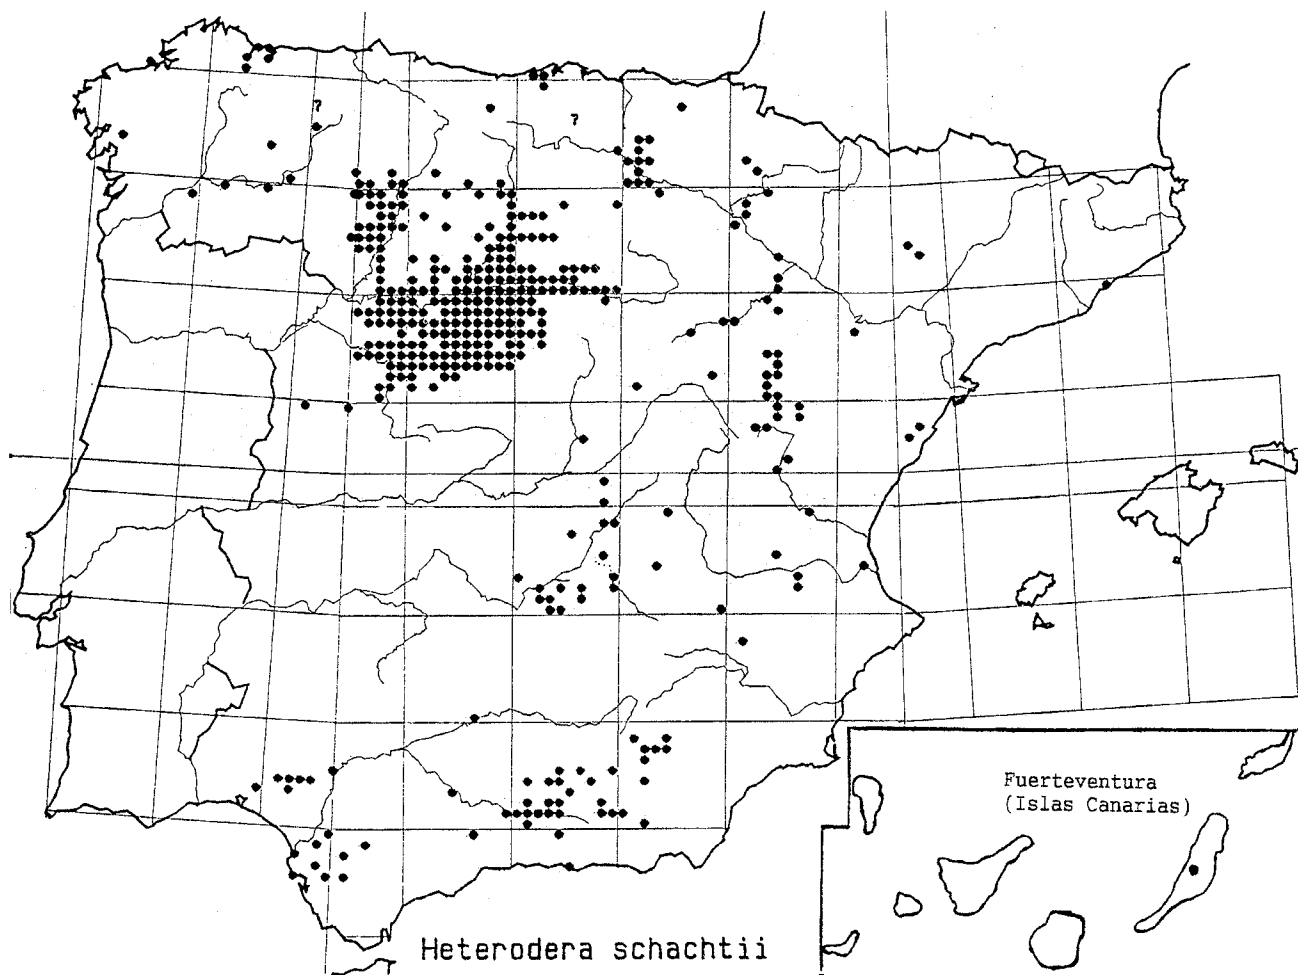 ?
?
Fuerteventura
(Islas Canarias)
Heterodera schachtii